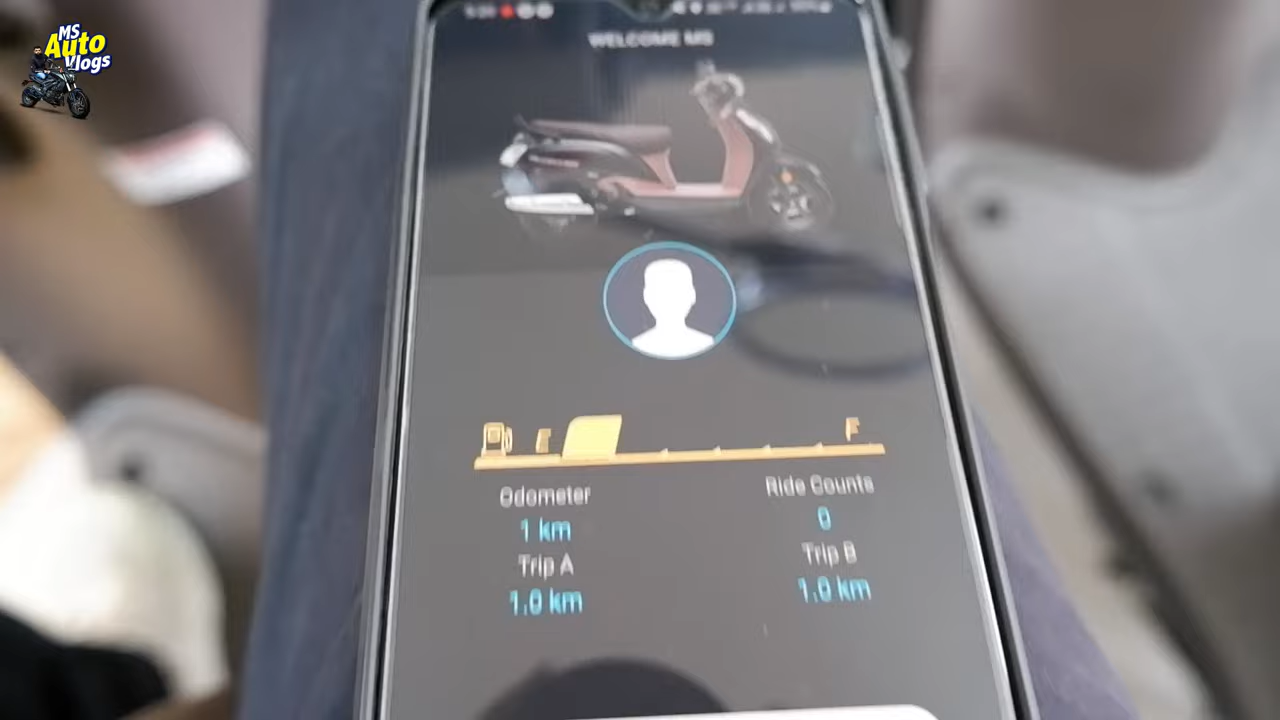 MS
Auto
Vlogs
WELCOME MS
F
Odometer
1 km
Ride Counts
0
Trip A
1.0 km
Trip B
1.0 km